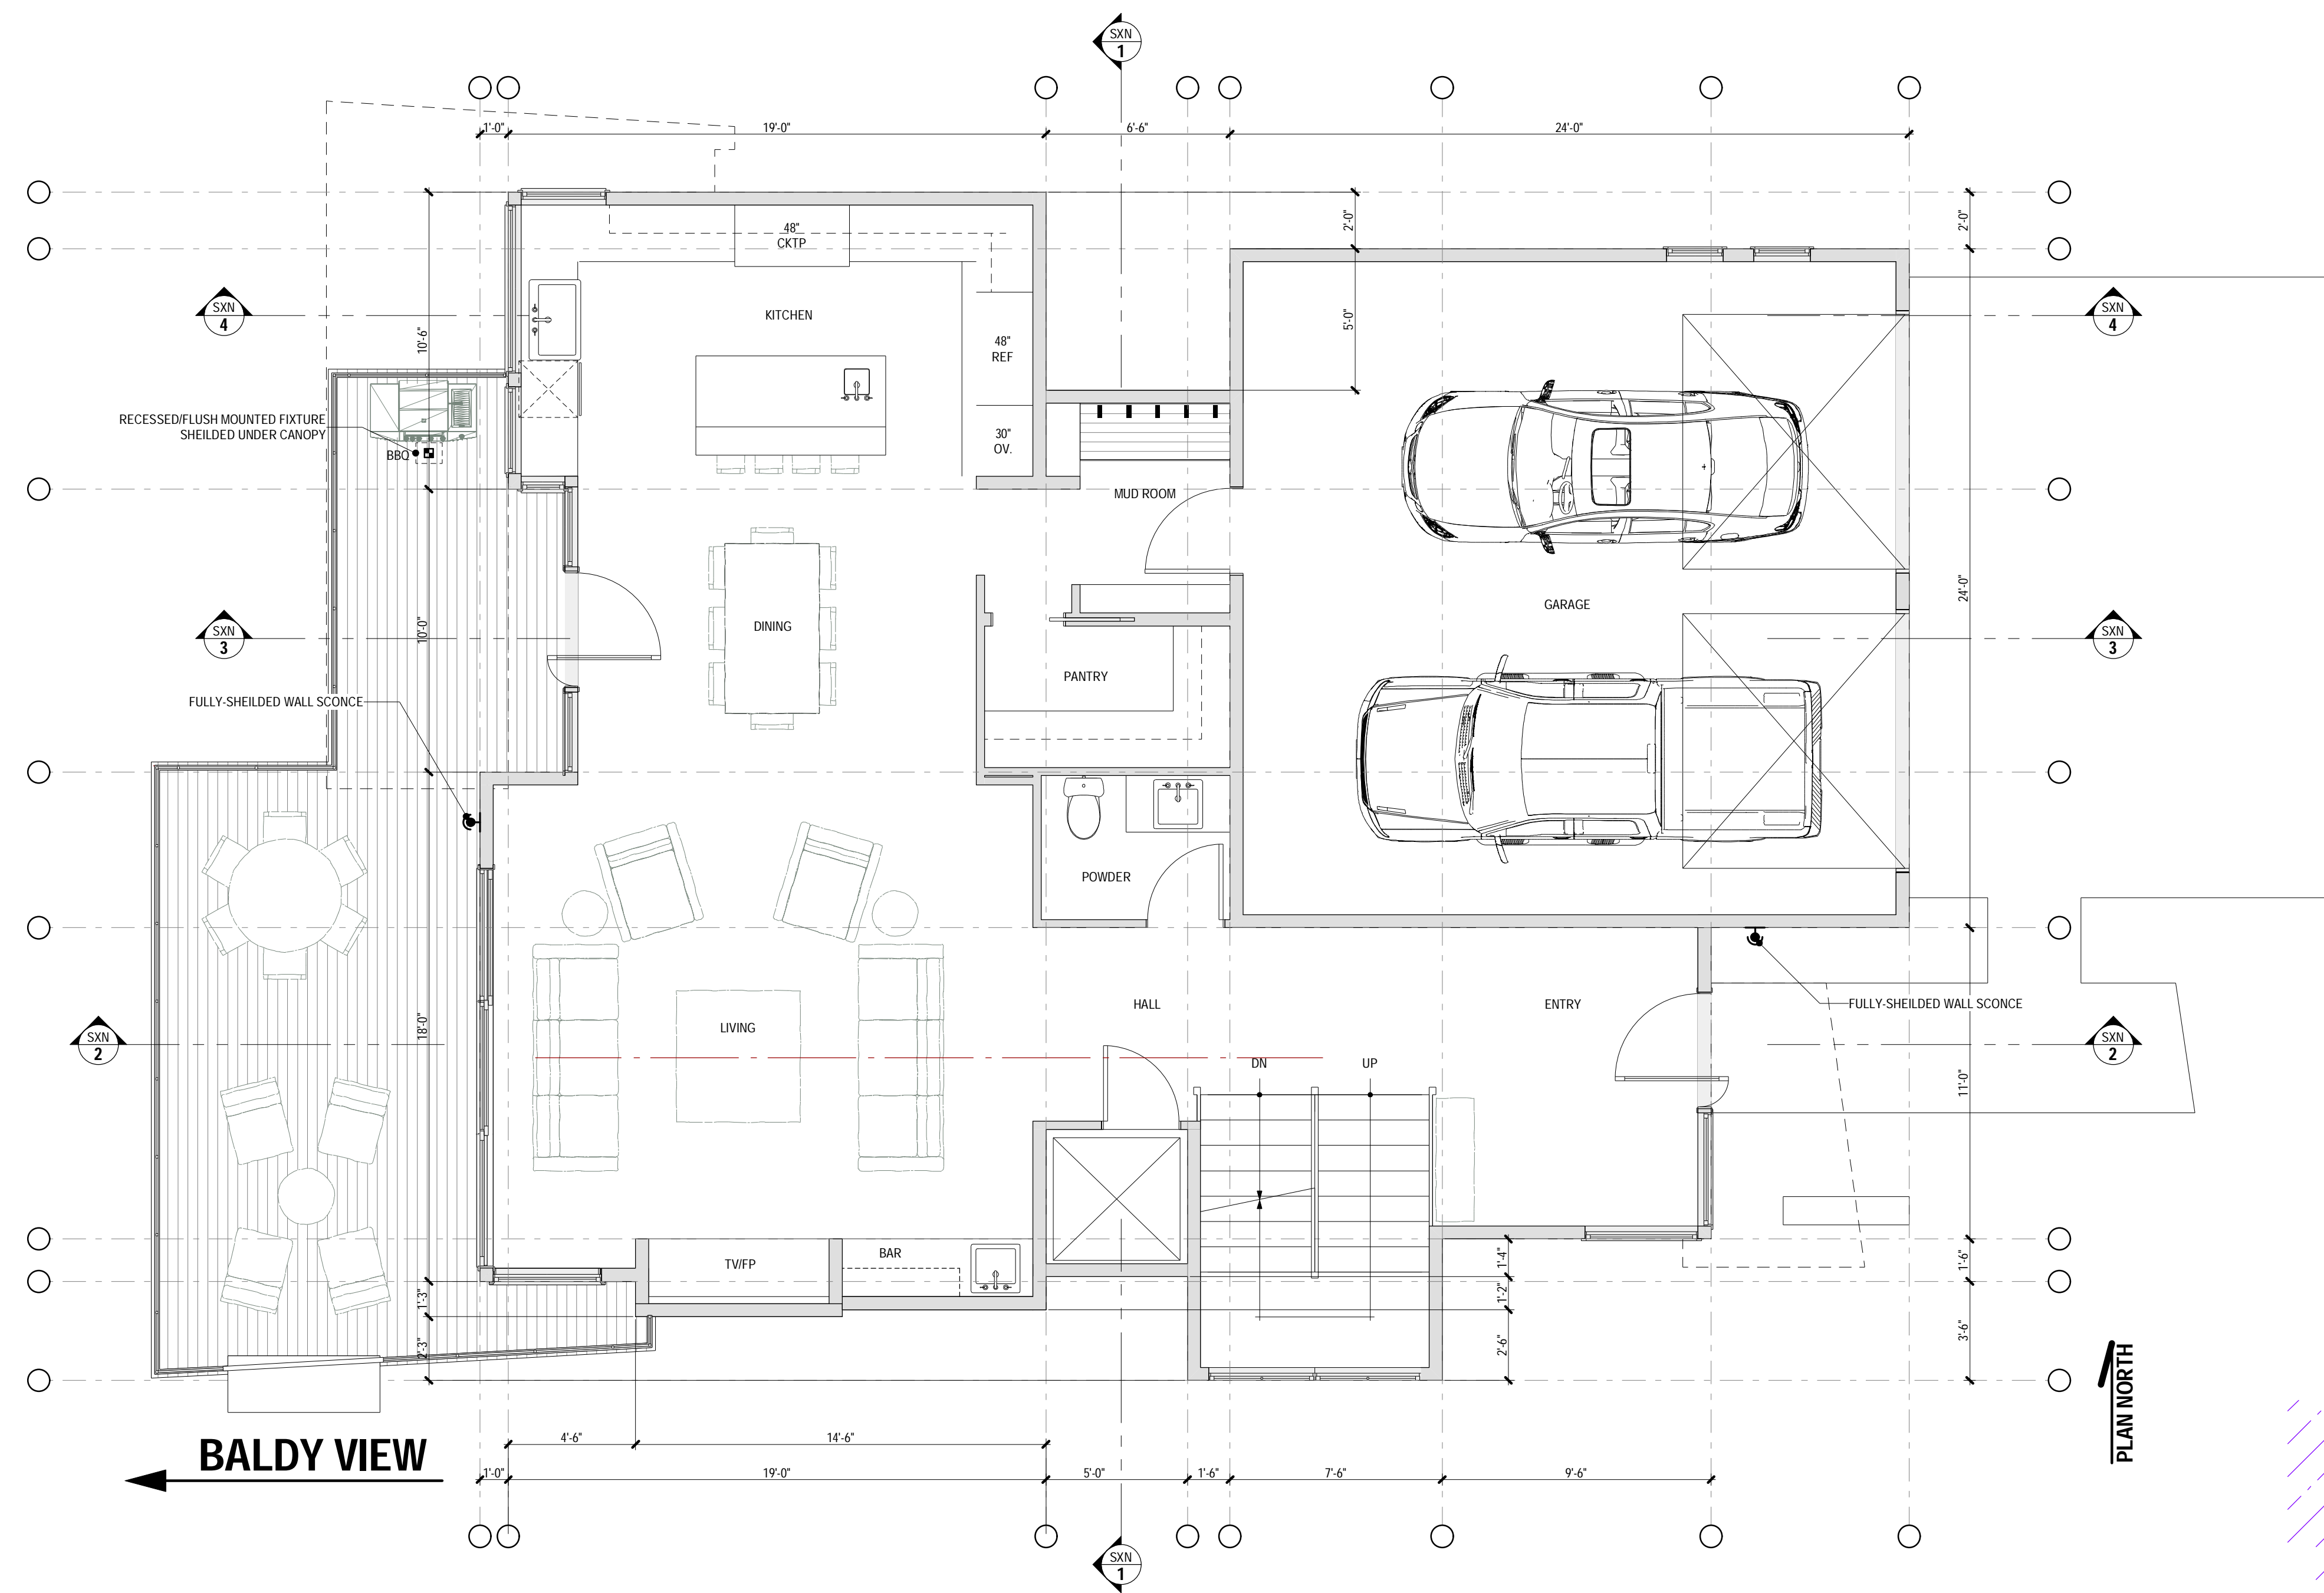 SXN
1
1'-0"
19'-0"
6'-6"
24'-0"
2'-0"
2'-0"
48"
CKTP
SXN
4
KITCHEN
5'-0"
SXN
4
10'-6"
48"
REF
RECESSED/FLUSH MOUNTED FIXTURE
SHEILDED UNDER CANOPY
BBQ
30"
OV.
MUD ROOM
24'-0"
GARAGE
SXN
3
10'-0"
DINING
SXN
3
PANTRY
FULLY-SHEILDED WALL SCONCE
POWDER
HALL
ENTRY
FULLY-SHEILDED WALL SCONCE
LIVING
SXN
2
18'-0"
SXN
2
DN
UP
11'-0"
TV/FP
BAR
1'-4"
1'-6"
1'-3"
1'-2"
2'-3"
2'-6"
3'-6"
PLAN NORTH
BALDY VIEW
4'-6"
14'-6"
1'-0"
19'-0"
5'-0"
1'-6"
7'-6"
9'-6"
SXN
1